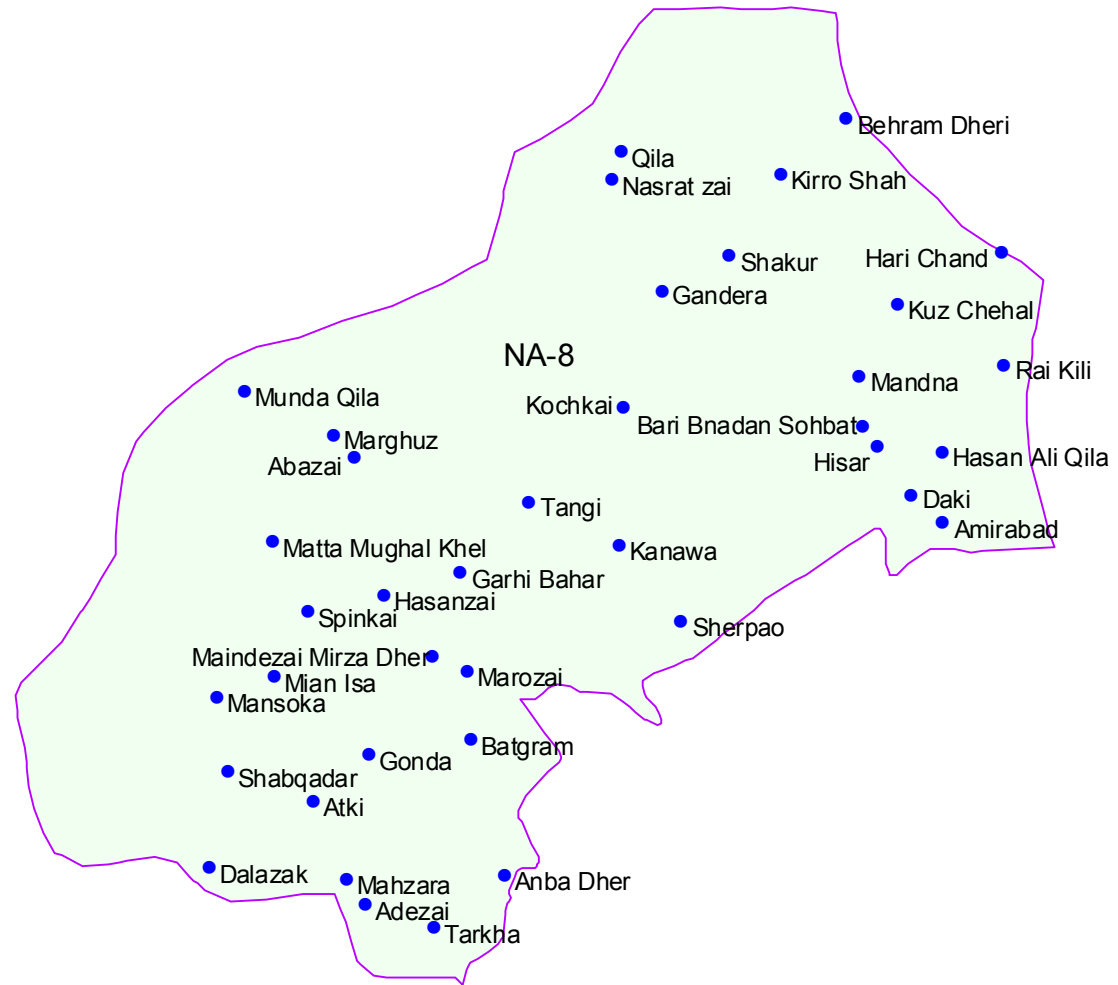 Behram Dheri
Qila
Nasrat zai
Kirro Shah
Shakur
Hari Chand
Gandera
Kuz Chehal
NA-8
Rai Kili
Mandna
Munda Qila
Kochkai
Bari Bnadan Sohbat
Marghuz
Abazai
Hisar
Hasan Ali Qila
Daki
Tangi
Amirabad
Matta Mughal Khel
Kanawa
Garhi Bahar
Hasanzai
Spinkai
Sherpao
Maindezai Mirza Dher
Marozai
Mian Isa
Mansoka
Batgram
Gonda
Shabqadar
Atki
Dalazak
Mahzara
Anba Dher
Adezai
Tarkha